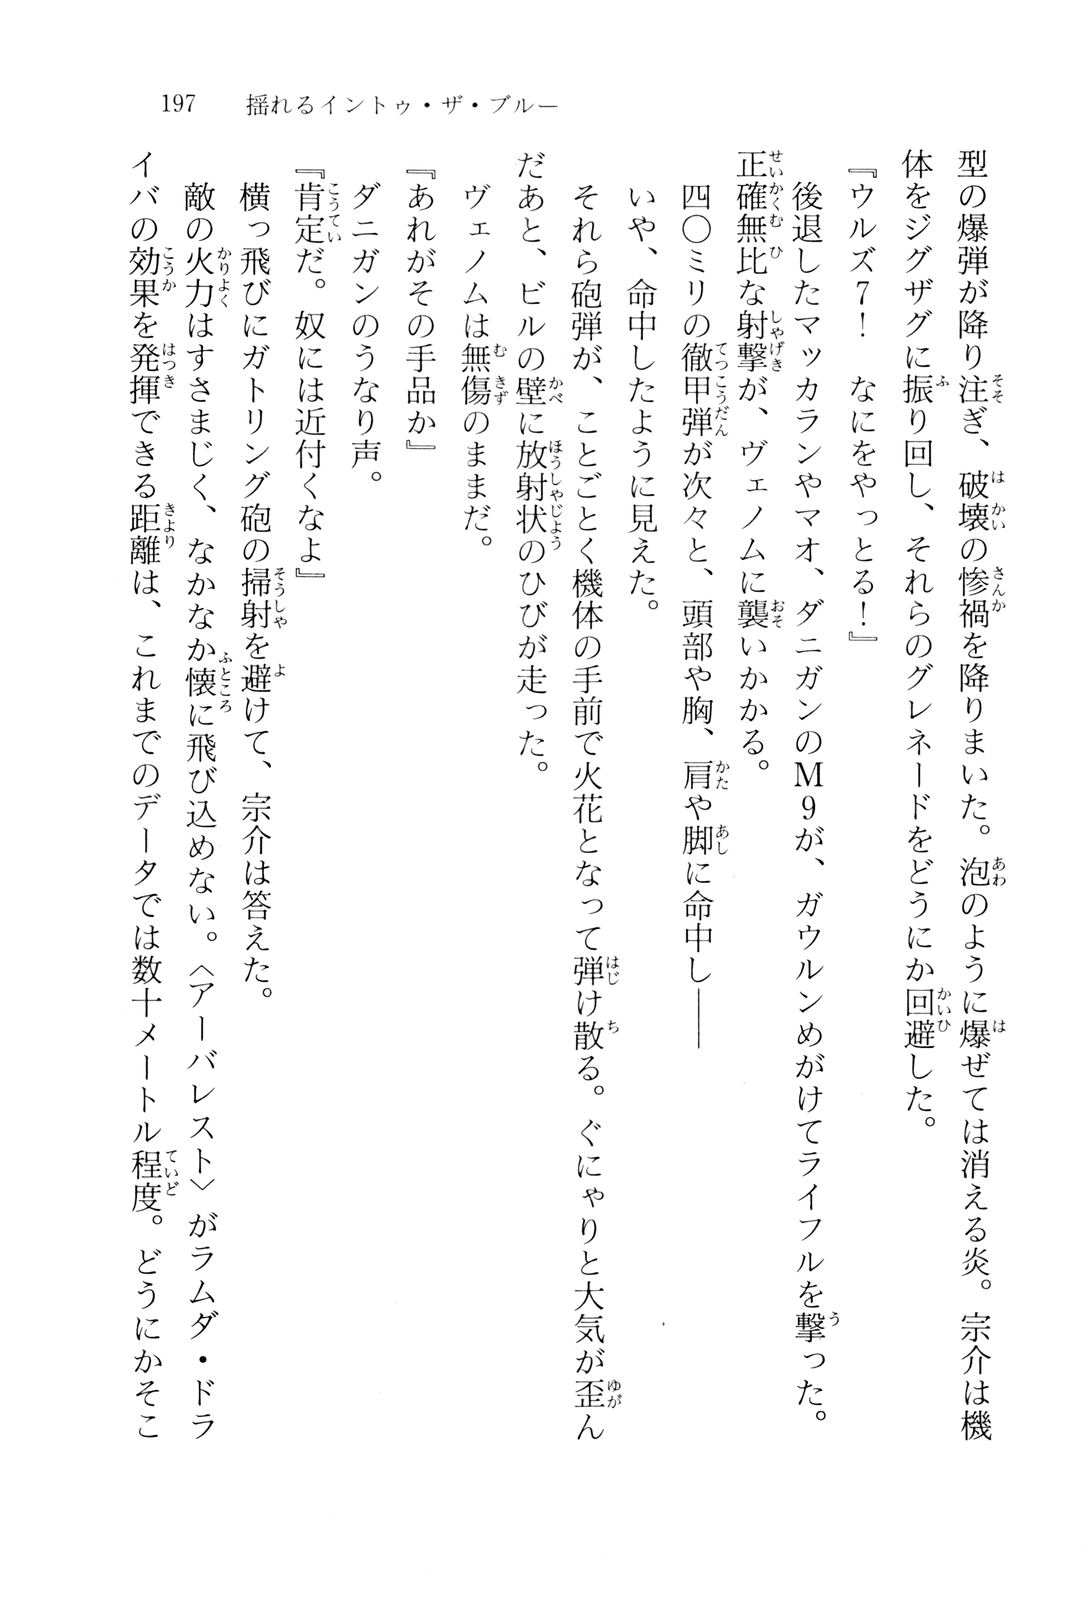 197　揺れるイントゥ・ザ・ブルー
型の爆弾が降り注ぎ、破壊の惨禍を降りまいた。泡のように爆ぜては消える炎。宗介は機
体をジグザグに振り回し、それらのグレネードをどうにか回避した。
『ウルズ7！　なにをやっとる！』
後退したマッカランやマオ、ダニガンのM9が、ガウルンめがけてライフルを撃った。
正確無比な射撃が、ヴェノムに襲いかかる。
四〇ミリの徹甲弾が次々と、頭部や胸、肩や脚に命中し――
いや、命中したように見えた。
それら砲弾が、ことごとく機体の手前で火花となって弾け散る。ぐにゃりと大気が歪ん
だあと、ビルの壁に放射状のひびが走った。
ヴェノムは無傷のままだ。
『あれがその手品か』
ダニガンのうなり声。
『肯定だ。奴には近付くなよ』
横っ飛びにガトリング砲の掃射を避けて、宗介は答えた。
敵の火力はすさまじく、なかなか懐に飛び込めない。〈アーバレスト〉がラムダ・ドラ
イバの効果を発揮できる距離は、これまでのデータでは数十メートル程度。どうにかそこ